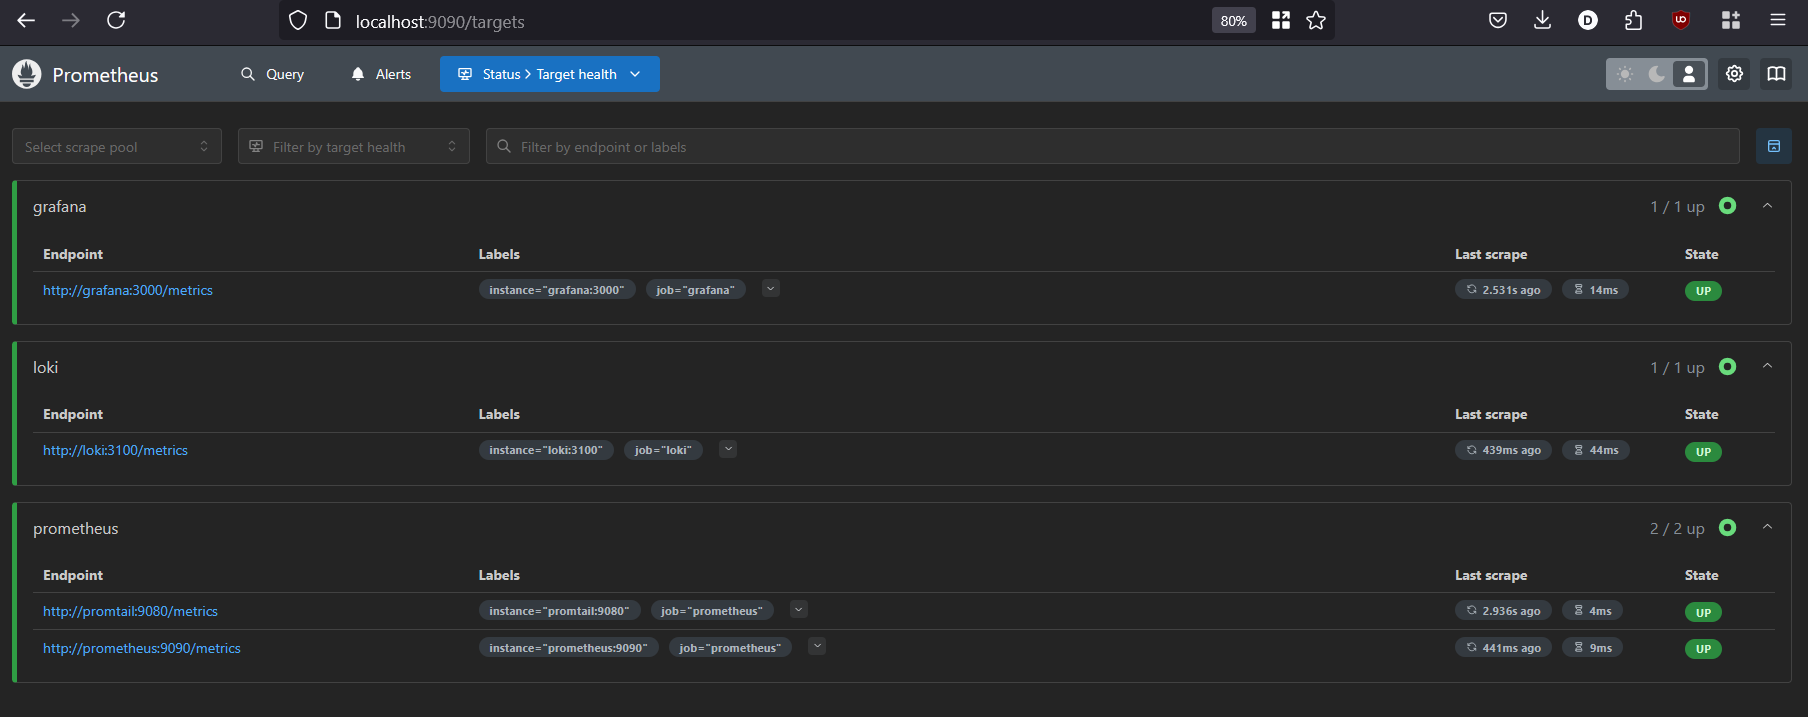 localhost:9090/targets 80%
Prometheus Query Alerts Status > Target health
Select scrape pool Filter by target health Filter by endpoint or labels
grafana 1 / 1 up
Endpoint Labels Last scrape State
http://grafana:3000/metrics instance="grafana:3000" job="grafana" 2.531s ago 14ms UP
loki 1 / 1 up
Endpoint Labels Last scrape State
http://loki:3100/metrics instance="loki:3100" job="loki" 439ms ago 44ms UP
prometheus 2 / 2 up
Endpoint Labels Last scrape State
http://promtail:9080/metrics instance="promtail:9080" job="prometheus" 2.936s ago 4ms UP
http://prometheus:9090/metrics instance="prometheus:9090" job="prometheus" 441ms ago 9ms UP